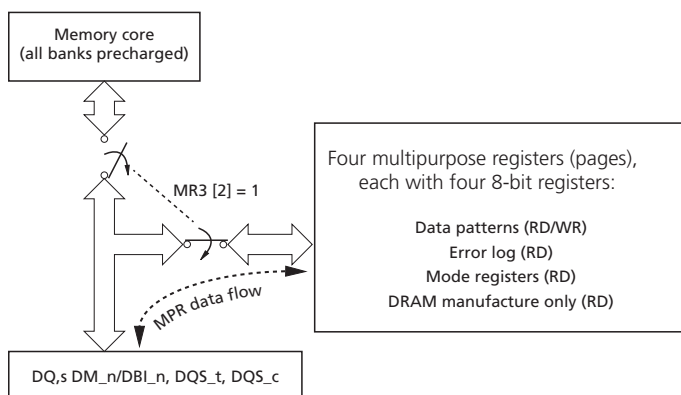 Memory core
(all banks precharged)
MR3 [2] = 1
Four multipurpose registers (pages),
each with four 8-bit registers:
Data patterns (RD/WR)
Error log (RD)
Mode registers (RD)
DRAM manufacture only (RD)
MPR data flow
DQ,s DM_n/DBI_n, DQS_t, DQS_c